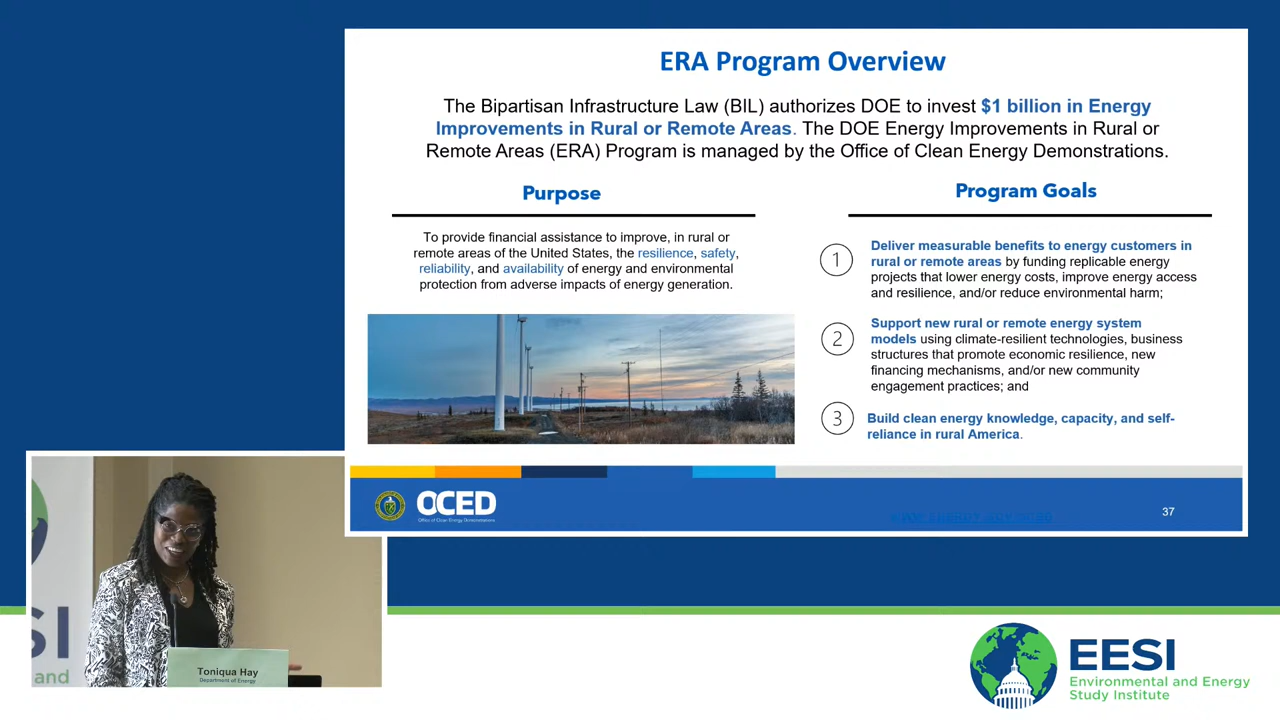 ERA Program Overview
The Bipartisan Infrastructure Law (BIL) authorizes DOE to invest $1 billion in Energy
Improvements in Rural or Remote Areas. The DOE Energy Improvements in Rural or
Remote Areas (ERA) Program is managed by the Office of Clean Energy Demonstrations.
Purpose
To provide financial assistance to improve, in rural or
remote areas of the United States, the resilience, safety,
reliability, and availability of energy and environmental
protection from adverse impacts of energy generation.
Program Goals
1
Deliver measurable benefits to energy customers in
rural or remote areas by funding replicable energy
projects that lower energy costs, improve energy access
and resilience, and/or reduce environmental harm;
2
Support new rural or remote energy system
models using climate-resilient technologies, business
structures that promote economic resilience, new
financing mechanisms, and/or new community
engagement practices; and
3
Build clean energy knowledge, capacity, and self-
reliance in rural America.
OCED
Office of Clean Energy Demonstrations
37
SI
and
Toniqua Hay
Department of Energy
EESI
Environmental and Energy
Study Institute